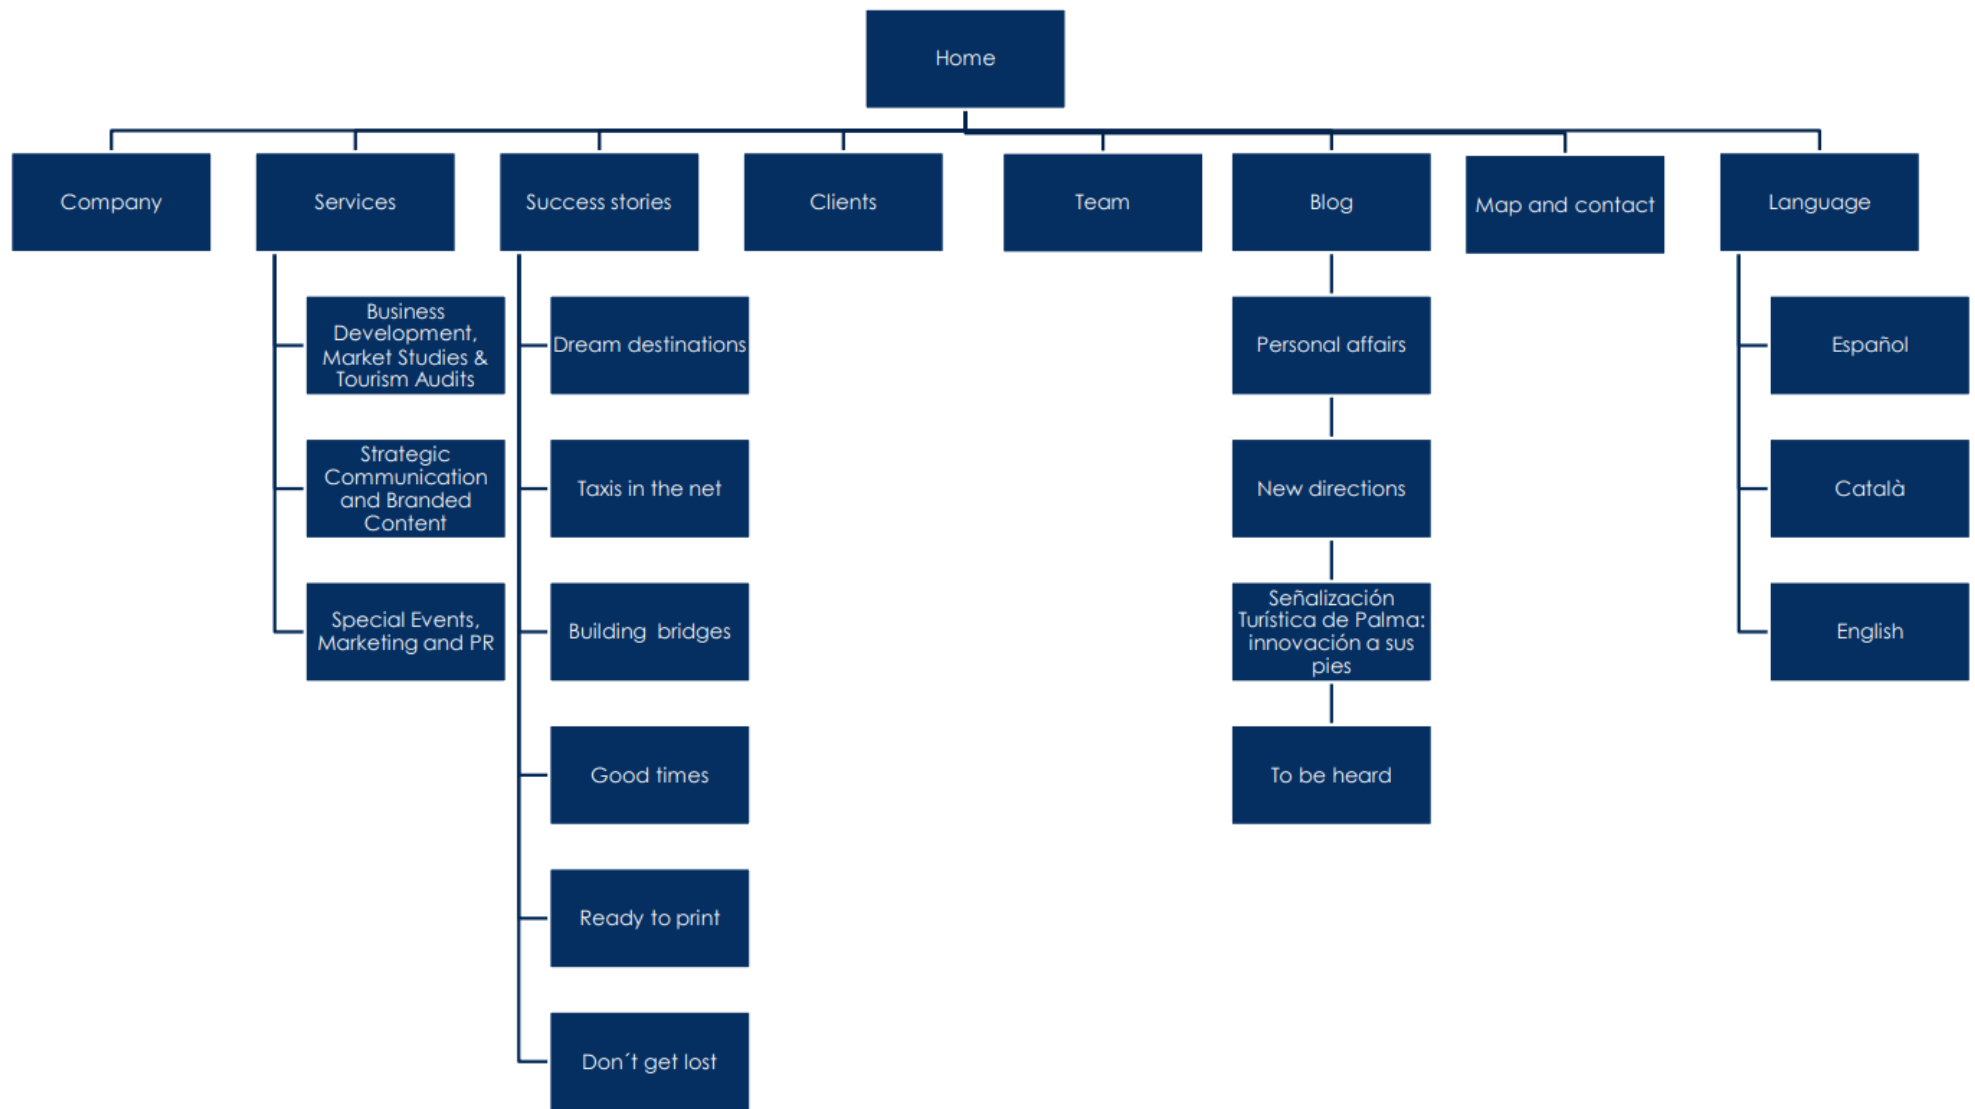 Home
Company
Services
Success stories
Clients
Team
Blog
Map and contact
Language
Business
Development,
Market Studies &
Tourism Audits
Strategic
Communication
and Branded
Content
Special Events,
Marketing and PR
Dream destinations
Taxis in the net
Building  bridges
Good times
Ready to print
Don´t get lost
Personal affairs
New directions
Señalización
Turística de Palma:
innovación a sus
pies
To be heard
Español
Català
English